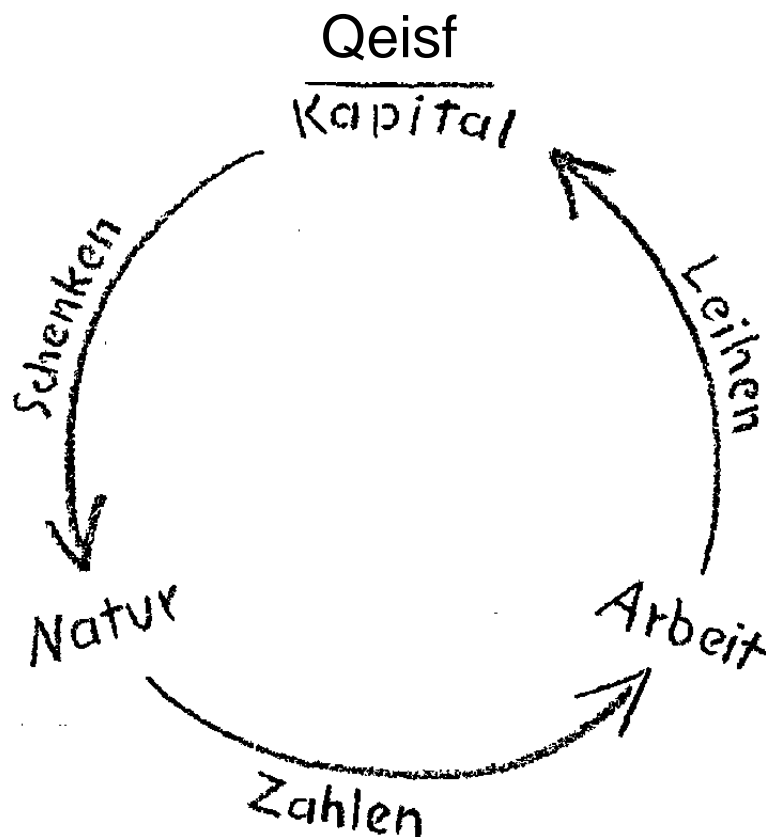 Qeisf
Kapital
Schenken
Leihen
Natur
Arbeit
Zahlen